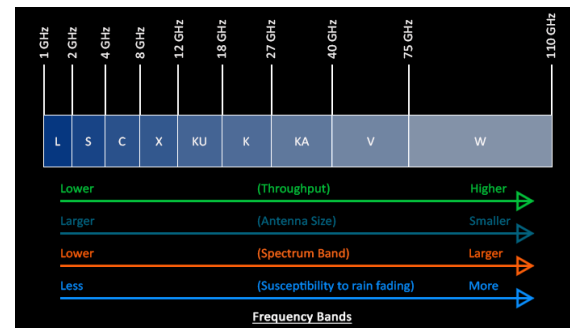 1 GHz
2 GHz
4 GHz
8 GHz
12 GHz
18 GHz
27 GHz
40 GHz
75 GHz
110 GHz
L S C X KU K KA V W
Lower (Throughput) Higher
Larger (Antenna Size) Smaller
Lower (Spectrum Band) Larger
Less (Susceptibility to rain fading) More
Frequency Bands